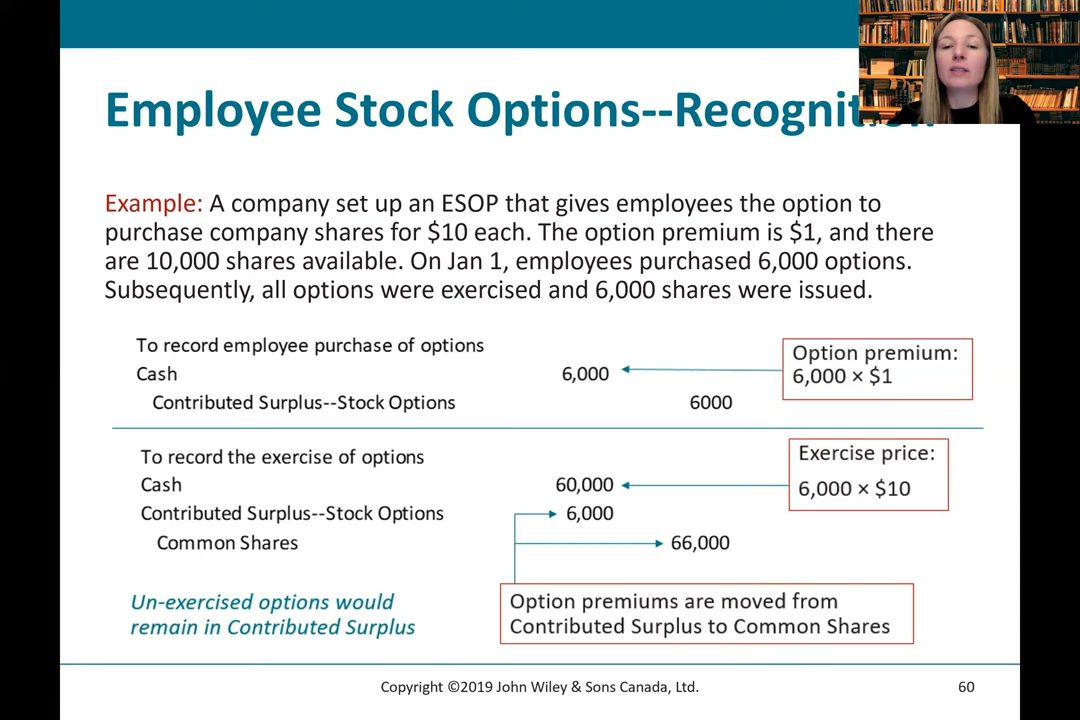 Employee Stock Options--Recognition
Example: A company set up an ESOP that gives employees the option to
purchase company shares for $10 each. The option premium is $1, and there
are 10,000 shares available. On Jan 1, employees purchased 6,000 options.
Subsequently, all options were exercised and 6,000 shares were issued.
To record employee purchase of options
Cash 6,000
Contributed Surplus--Stock Options 6000
Option premium:
6,000 × $1
To record the exercise of options
Cash 60,000
Contributed Surplus--Stock Options 6,000
Common Shares 66,000
Exercise price:
6,000 × $10
Un-exercised options would
remain in Contributed Surplus
Option premiums are moved from
Contributed Surplus to Common Shares
Copyright ©2019 John Wiley & Sons Canada, Ltd. 60